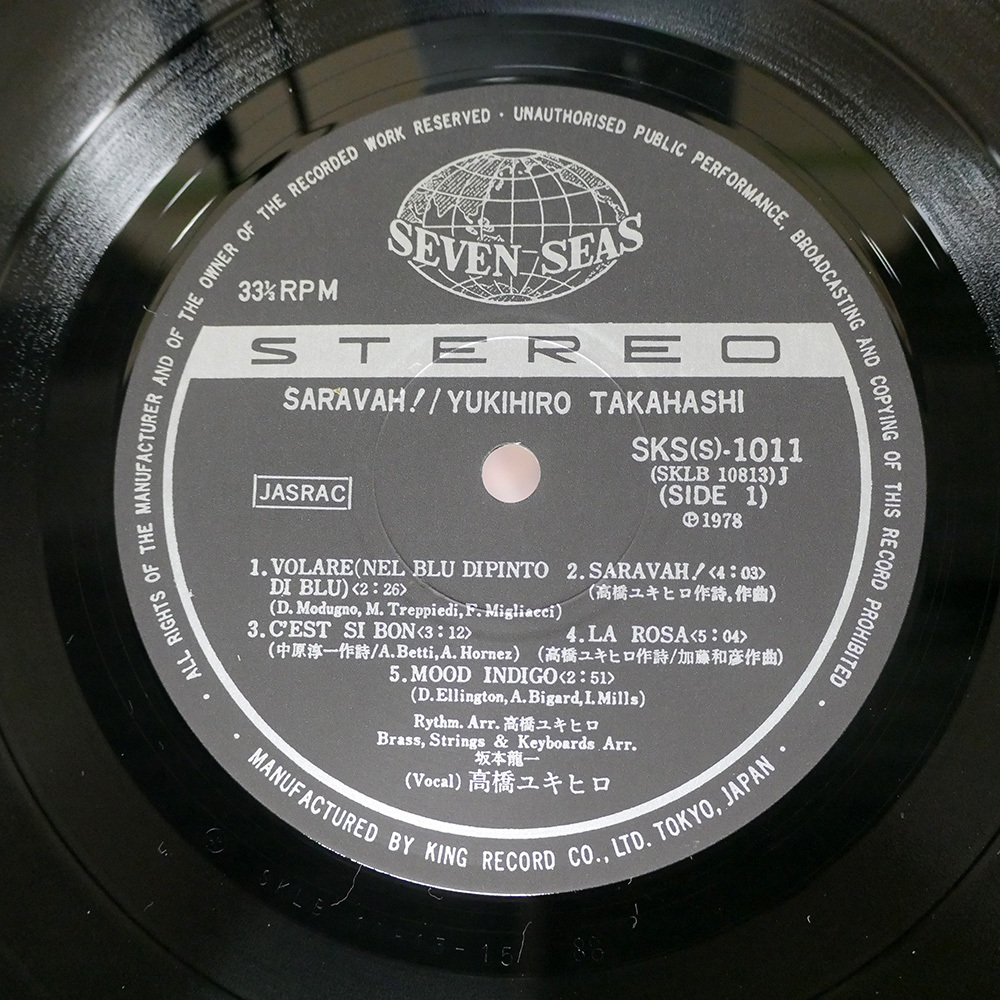 ALL RIGHTS OF THE MANUFACTURER AND OF THE OWNER OF THE RECORDED WORK RESERVED · UNAUTHORISED PUBLIC PERFORMANCE, BROADCASTING AND COPYING OF THIS RECORD PROHIBITED
SEVEN SEAS
33⅓ RPM
STEREO
SARAVAH!//YUKIHIRO TAKAHASHI
SKS(S)-1011
(SKLB 10813)J
(SIDE 1)
℗1978
JASRAC
1.VOLARE(NEL BLU DIPINTO
DI BLU)<2:26>
(D. Modugno, M. Treppiedi, F. Migliacci)
2.SARAVAH!<4:03>
(高橋ユキヒロ作詩,作曲)
3.C'EST SI BON<3:12>
(中原淳一作詩/A.Betti,A.Hornez)
4.LA ROSA<5:04>
(高橋ユキヒロ作詩/加藤和彦作曲)
5.MOOD INDIGO<2:51>
(D.Ellington,A.Bigard,I.Mills)
Rythm. Arr. 高橋ユキヒロ
Brass, Strings & Keyboards Arr.
坂本龍一
(Vocal) 高橋ユキヒロ
MANUFACTURED BY KING RECORD CO., LTD. TOKYO, JAPAN